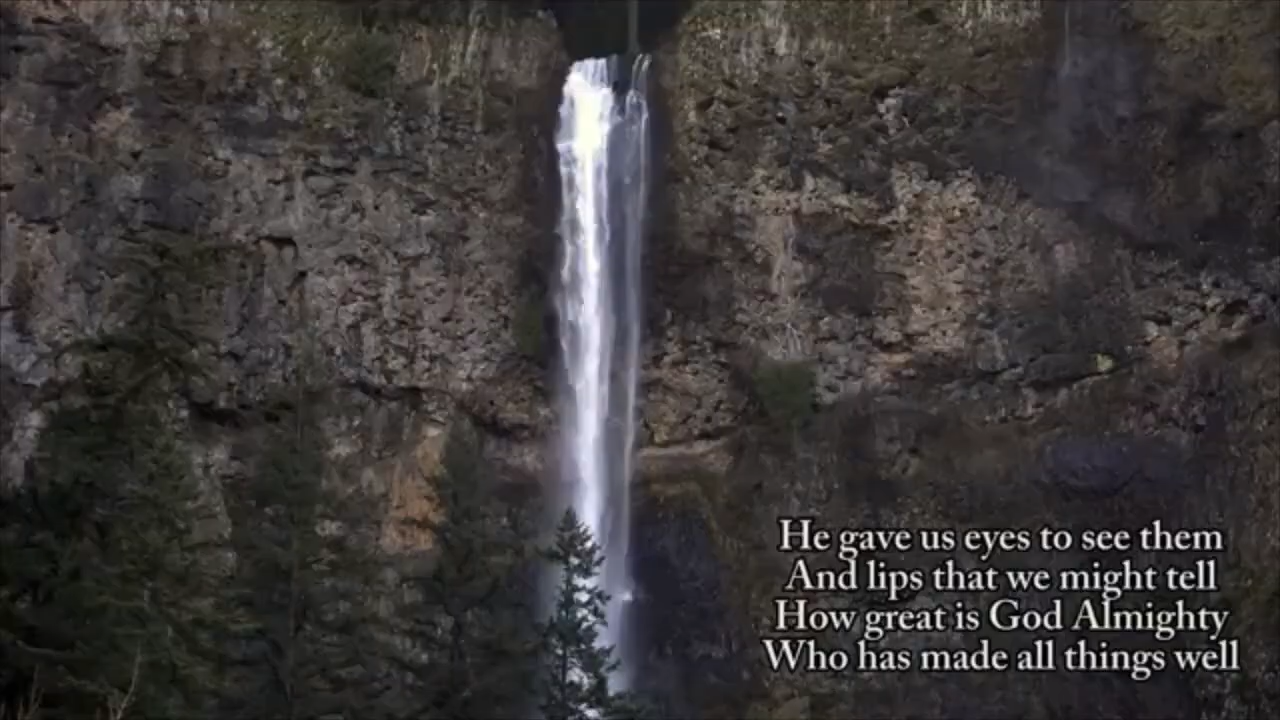 He gave us eyes to see them
And lips that we might tell
How great is God Almighty
Who has made all things well